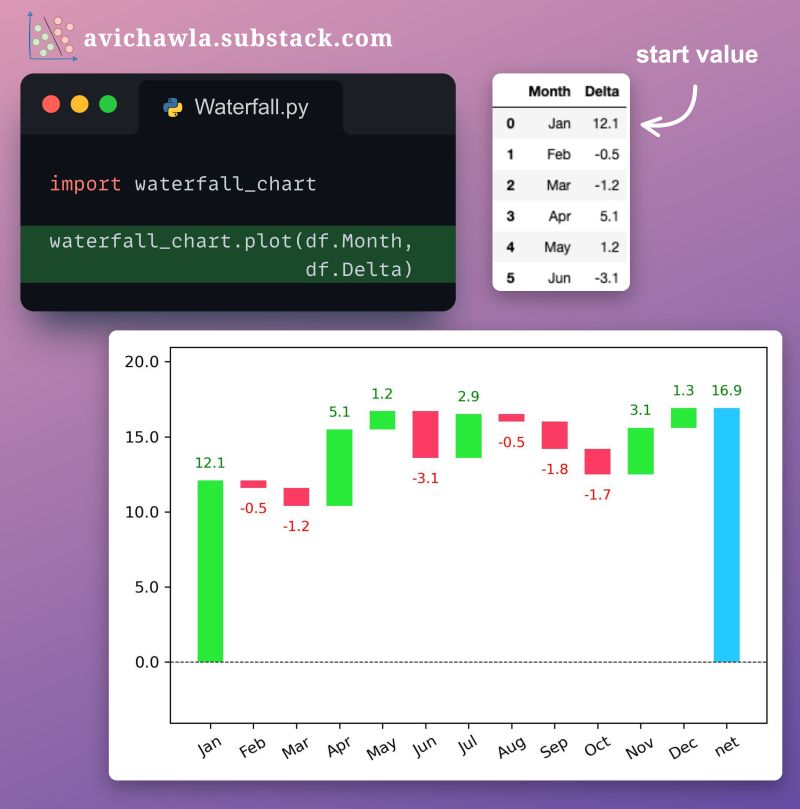 avichawla.substack.com
start value
Waterfall.py
import waterfall_chart
waterfall_chart.plot(df.Month,
df.Delta)
Month Delta
0 Jan 12.1
1 Feb -0.5
2 Mar -1.2
3 Apr 5.1
4 May 1.2
5 Jun -3.1
20.0
15.0
10.0
5.0
0.0
12.1
-0.5
-1.2
5.1
1.2
-3.1
2.9
-0.5
-1.8
-1.7
3.1
1.3
16.9
Jan Feb Mar Apr May Jun Jul Aug Sep Oct Nov Dec net